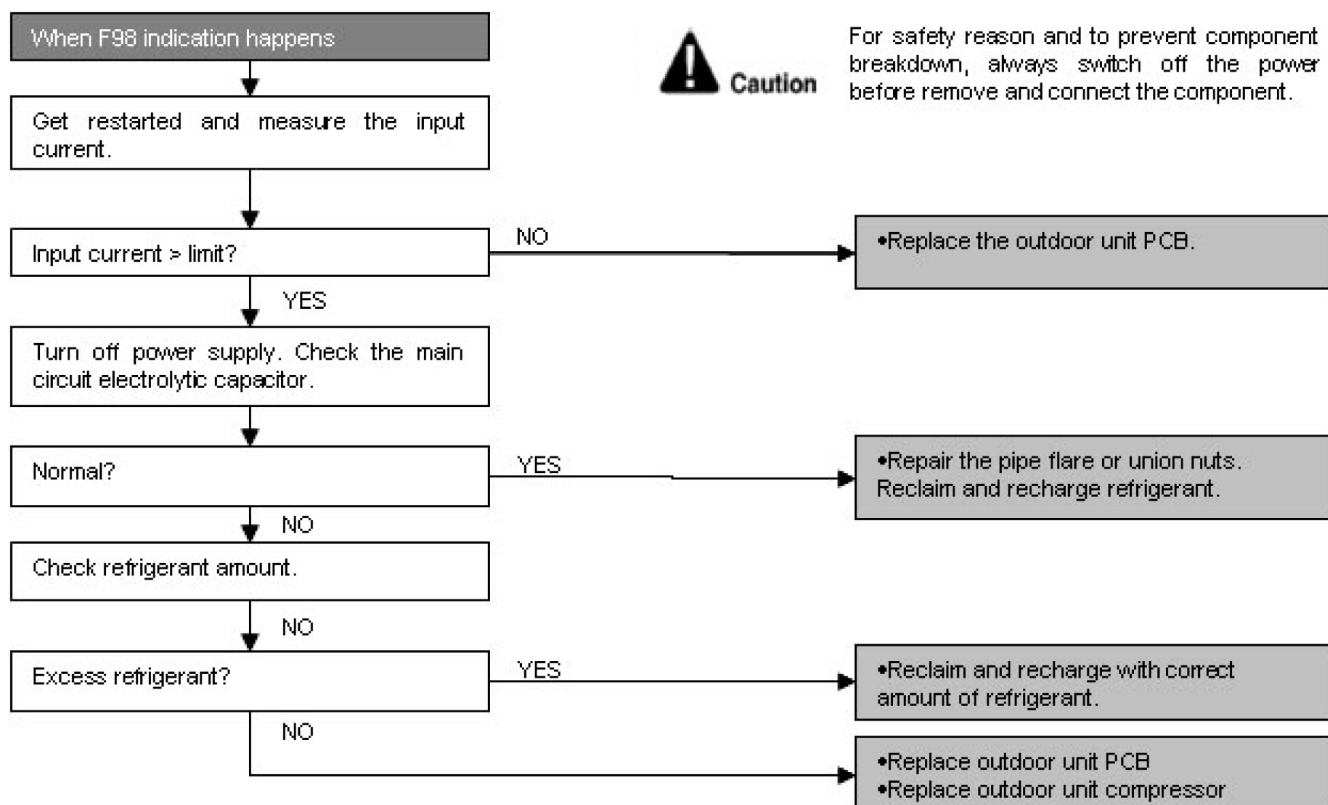 When F98 indication happens
Caution
For safety reason and to prevent component
breakdown, always switch off the power
before remove and connect the component.
Get restarted and measure the input
current.
Input current > limit?
NO
•Replace the outdoor unit PCB.
YES
Turn off power supply. Check the main
circuit electrolytic capacitor.
Normal?
YES
•Repair the pipe flare or union nuts.
Reclaim and recharge refrigerant.
NO
Check refrigerant amount.
NO
Excess refrigerant?
YES
•Reclaim and recharge with correct
amount of refrigerant.
NO
•Replace outdoor unit PCB
•Replace outdoor unit compressor